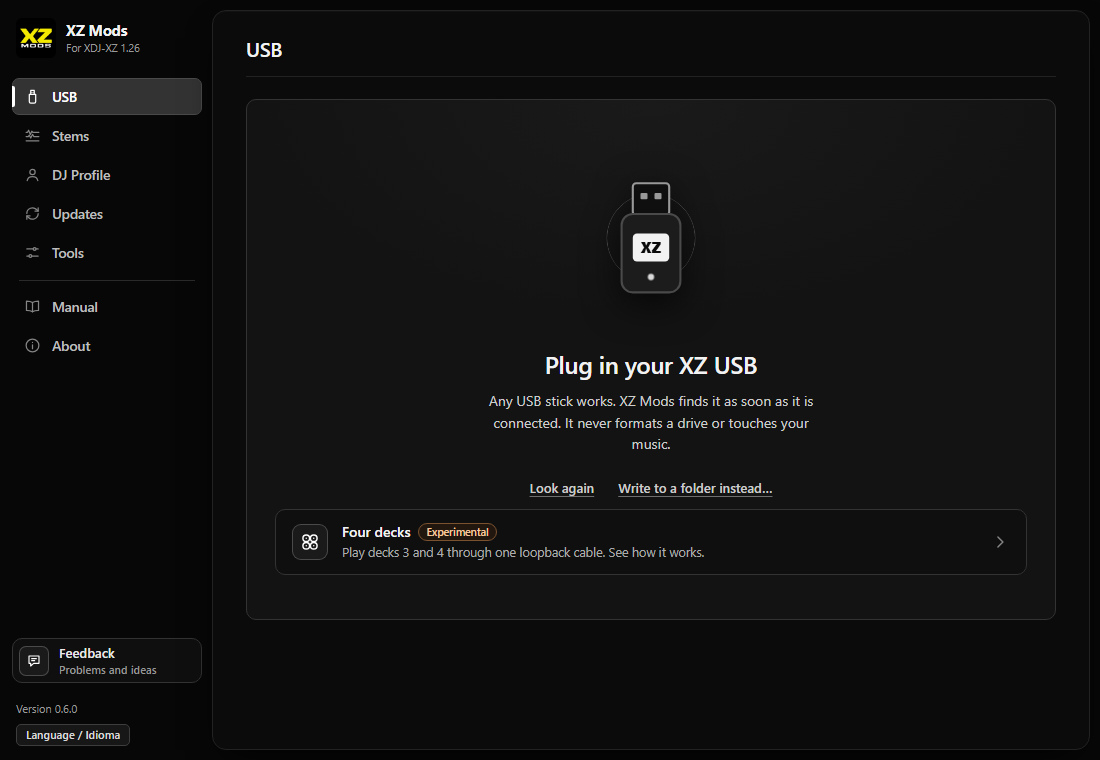 XZ MODS
XZ Mods
For XDJ-XZ 1.26
USB
Stems
DJ Profile
Updates
Tools
Manual
About
Feedback
Problems and ideas
Version 0.6.0
Language / Idioma
USB
XZ
Plug in your XZ USB
Any USB stick works. XZ Mods finds it as soon as it is
connected. It never formats a drive or touches your
music.
Look again Write to a folder instead...
Four decks Experimental
Play decks 3 and 4 through one loopback cable. See how it works.